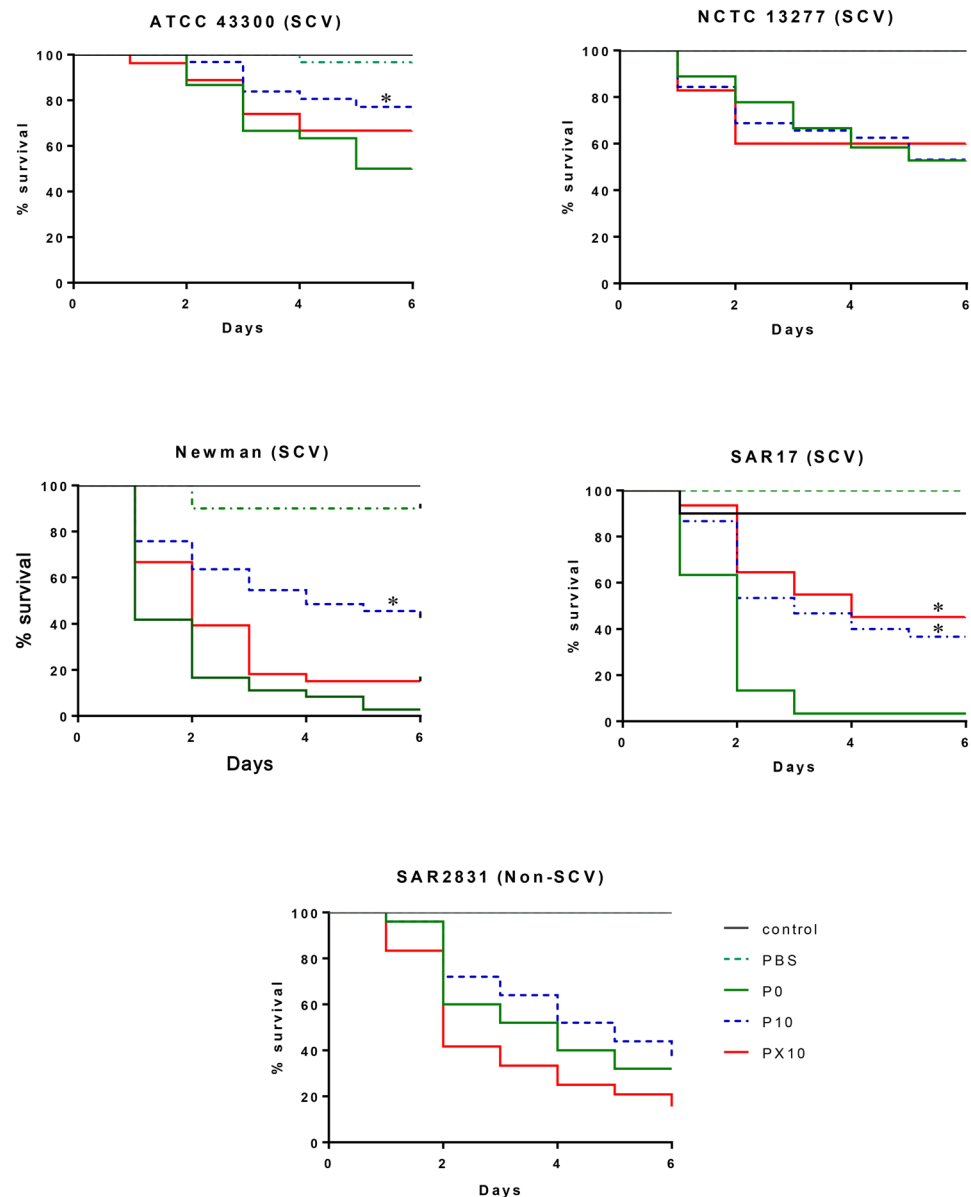 ATCC 43300 (SCV)
% survival
100
80
60
40
20
0
0
2
4
6
*
Days
NCTC 13277 (SCV)
% survival
100
80
60
40
20
0
0
2
4
6
Days
Newman (SCV)
% survival
100
80
60
40
20
0
0
2
4
6
*
Days
SAR17 (SCV)
% survival
100
80
60
40
20
0
0
2
4
6
*
*
Days
SAR2831 (Non-SCV)
% survival
100
80
60
40
20
0
0
2
4
6
Days
control
PBS
P0
P10
PX10